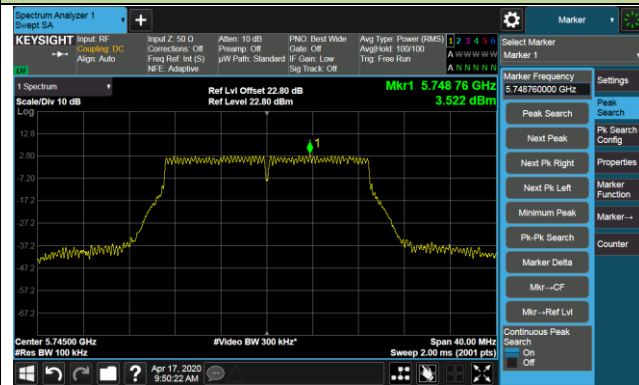 Spectrum Analyzer 1
Swept SA
Marker
KEYSIGHT
Input: RF
Coupling: DC
Align: Auto
Input Z: 50 Ω
Corrections: Off
Freq Ref: Int (S)
NFE: Adaptive
Atten: 10 dB
Preamp: Off
µW Path: Standard
PNO: Best Wide
Gate: Off
IF Gain: Low
Sig Track: Off
Avg Type: Power (RMS)
Avg|Hold: 100/100
Trig: Free Run
1 2 3 4 5 6
A W W W W W
A N N N N N
Select Marker
Marker 1
1 Spectrum
Scale/Div 10 dB
Log
Ref Lvl Offset 22.80 dB
Ref Level 22.80 dBm
Mkr1 5.748 76 GHz
3.522 dBm
12.8
2.80
-7.20
-17.2
-27.2
-37.2
-47.2
-57.2
-67.2
1
Center 5.74500 GHz
#Res BW 100 kHz
#Video BW 300 kHz*
Span 40.00 MHz
Sweep 2.00 ms (2001 pts)
Marker Frequency
5.748760000 GHz
Peak Search
Next Peak
Next Pk Right
Next Pk Left
Minimum Peak
Pk-Pk Search
Marker Delta
Mkr→CF
Mkr→Ref Lvl
Continuous Peak
Search
On
Off
Settings
Peak
Search
Pk Search
Config
Properties
Marker
Function
Marker→
Counter
Apr 17, 2020
9:50:22 AM